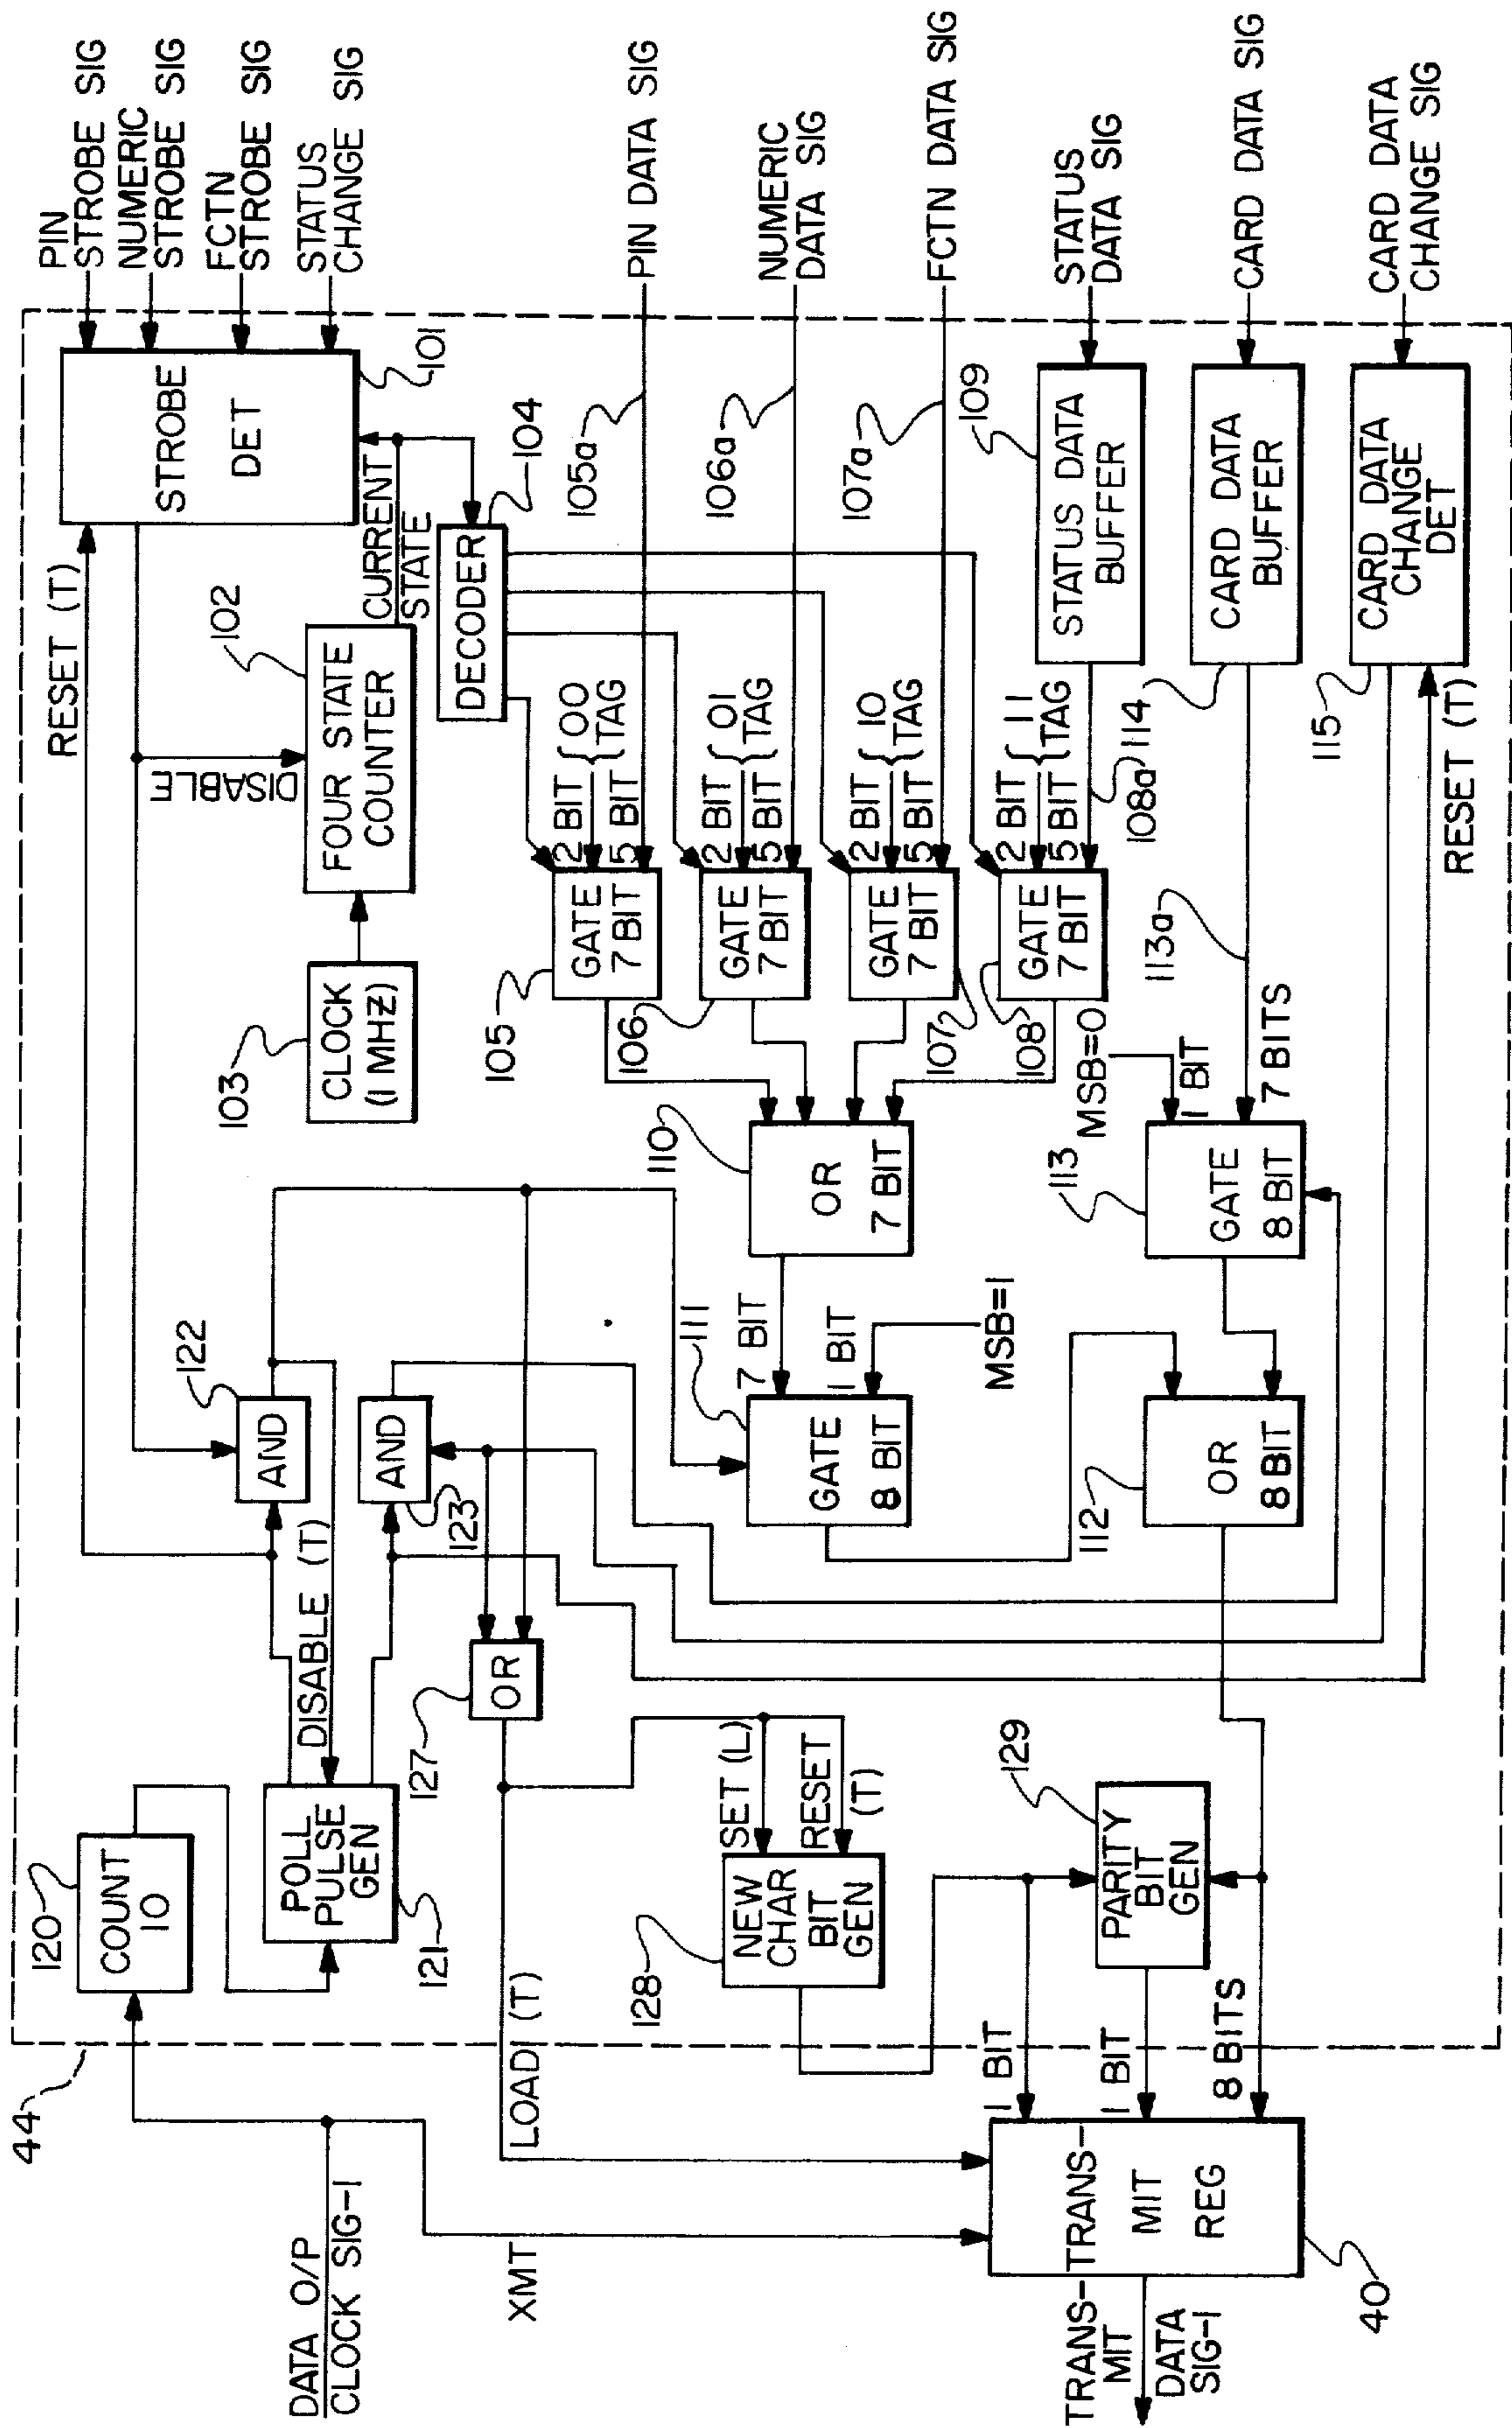 44
DATA O/P
CLOCK SIG-1
XMT
LOAD1 (T)
TRANS-
MIT
DATA
SIG-1
TRANS-
MIT
REG
40
1 BIT
1 BIT
8 BITS
120
COUNT
10
POLL
PULSE
GEN
121
DISABLE (T)
127
OR
SET (L)
RESET
(T)
NEW
CHAR
BIT
GEN
128
PARITY
BIT
GEN
129
122
AND
AND
123
111
7 BIT
1 BIT
MSB=1
GATE
8 BIT
112
OR
8 BIT
110
OR
7 BIT
113
GATE
8 BIT
MSB=0
1 BIT
7 BITS
113a
103
CLOCK
(1 MHZ)
102
FOUR STATE
COUNTER
DISABLE
RESET (T)
CURRENT
STATE
DECODER
104
STROBE
DET
101
PIN
STROBE SIG
NUMERIC
STROBE SIG
FCTN
STROBE SIG
STATUS
CHANGE SIG
105
GATE
7 BIT
2 BIT
5 BIT
00
TAG
105a
PIN DATA SIG
106
GATE
7 BIT
2 BIT
5 BIT
01
TAG
106a
NUMERIC
DATA SIG
107
GATE
7 BIT
2 BIT
5 BIT
10
TAG
107a
FCTN DATA SIG
108
GATE
7 BIT
2 BIT
5 BIT
11
TAG
108a
109
STATUS DATA
BUFFER
STATUS
DATA SIG
114
CARD DATA
BUFFER
CARD DATA SIG
115
CARD DATA
CHANGE
DET
CARD DATA
CHANGE SIG
RESET (T)